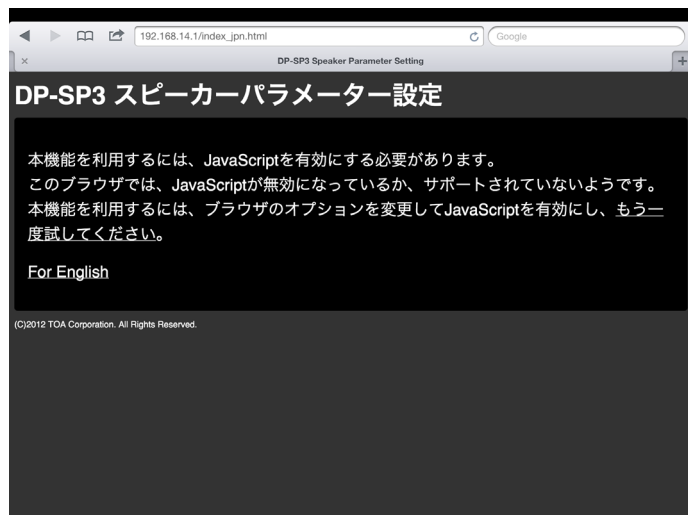 192.168.14.1/index_jpn.html
Google
DP-SP3 Speaker Parameter Setting
DP-SP3 スピーカーパラメーター設定
本機能を利用するには、JavaScriptを有効にする必要があります。
このブラウザでは、JavaScriptが無効になっているか、サポートされていないようです。
本機能を利用するには、ブラウザのオプションを変更してJavaScriptを有効にし、もう一
度試してください。
For English
(C)2012 TOA Corporation. All Rights Reserved.